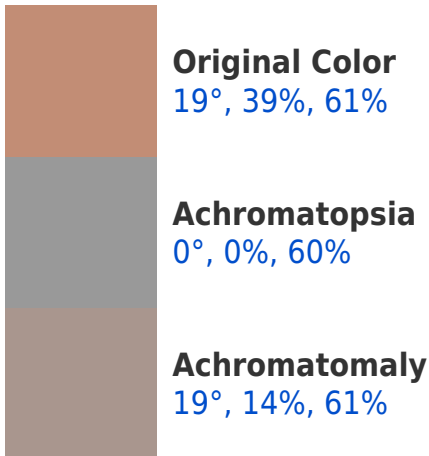 Original Color
19°, 39%, 61%
Achromatopsia
0°, 0%, 60%
Achromatomaly
19°, 14%, 61%